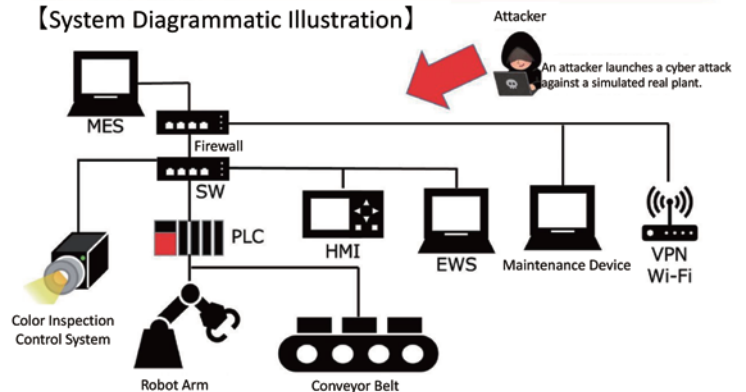 【System Diagrammatic Illustration】
Attacker
An attacker launches a cyber attack
against a simulated real plant.
MES
Firewall
SW
PLC
HMI
EWS
Maintenance Device
VPN
Wi-Fi
Color Inspection
Control System
Robot Arm
Conveyor Belt